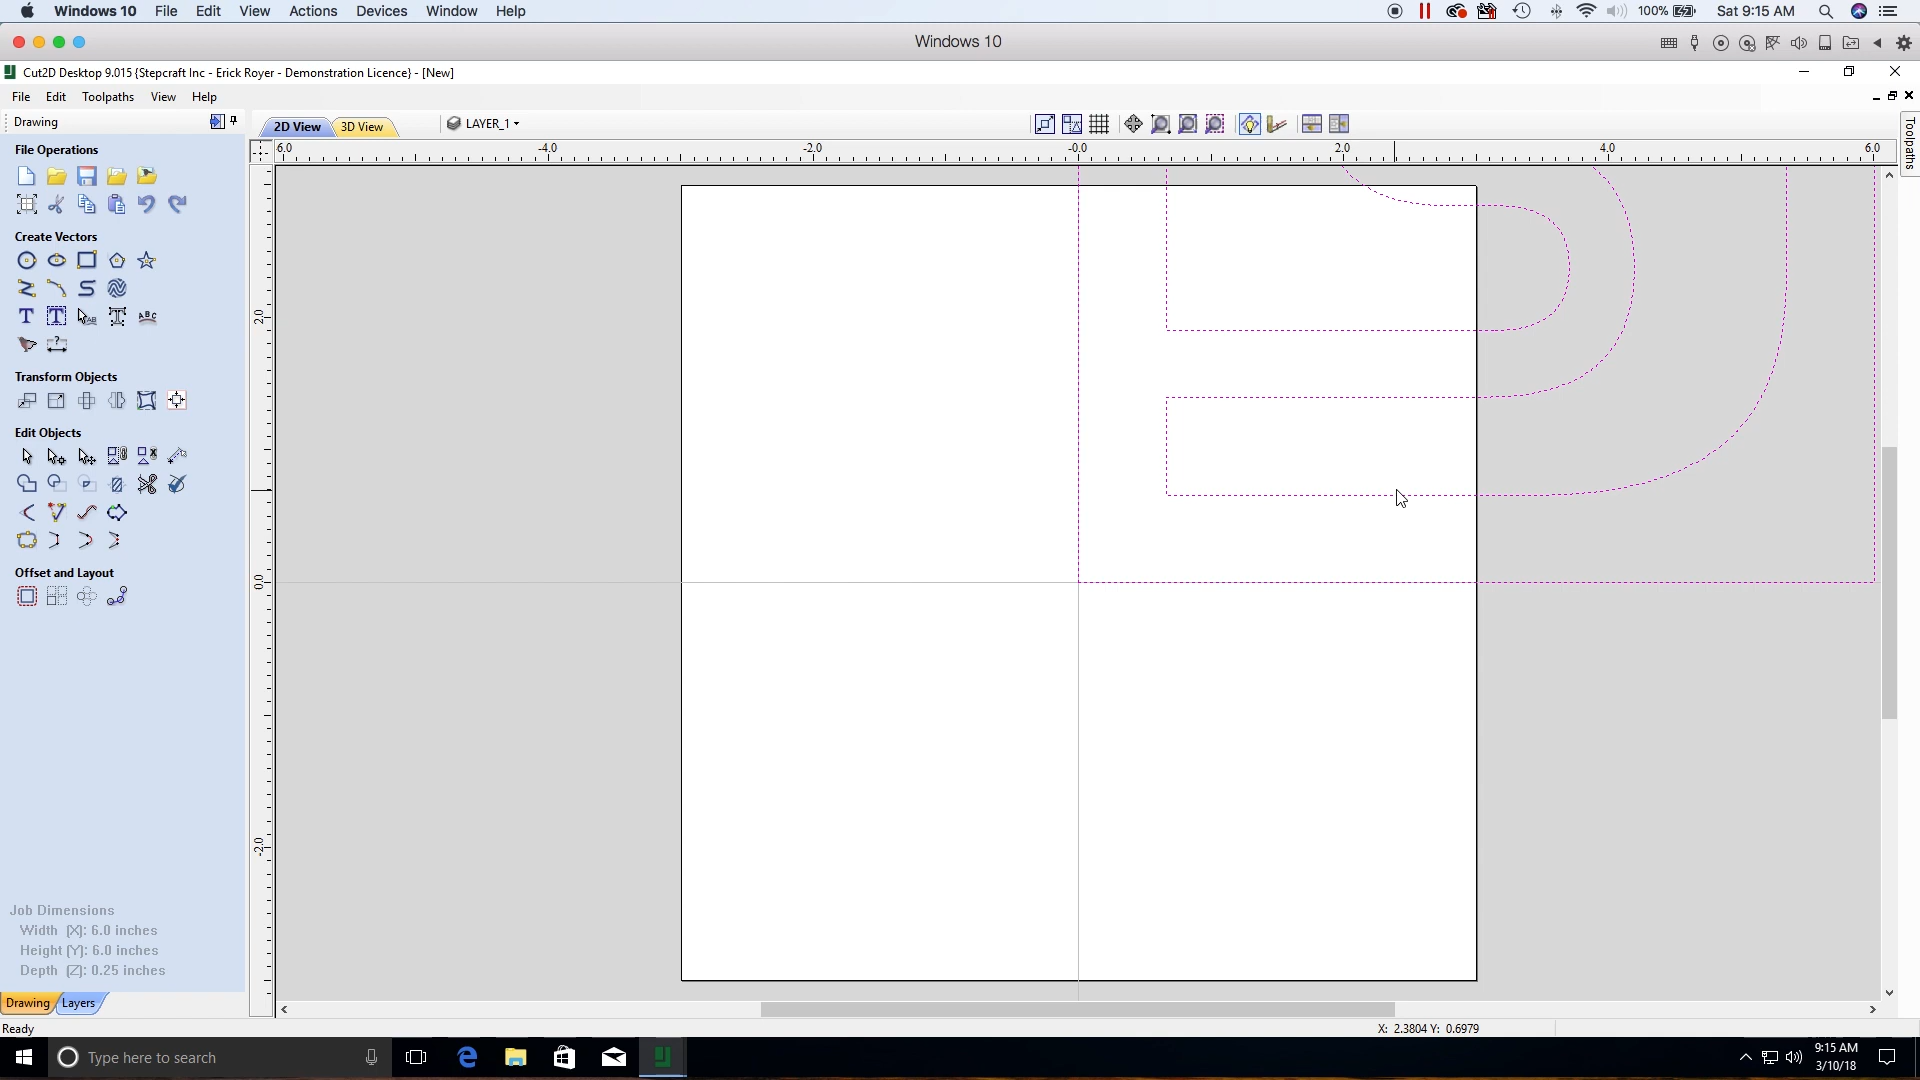 Windows 10 File Edit View Actions Devices Window Help 100% Sat 9:15 AM
Windows 10
Cut2D Desktop 9.015 {Stepcraft Inc - Erick Royer - Demonstration Licence} - [New]
File Edit Toolpaths View Help
Drawing
2D View 3D View LAYER_1
File Operations
6.0 -4.0 -2.0 -0.0 2.0 4.0 6.0
Toolpaths
Create Vectors
2.0
Transform Objects
Edit Objects
Offset and Layout
0.0
-2.0
Job Dimensions
Width (X): 6.0 inches
Height (Y): 6.0 inches
Depth (Z): 0.25 inches
Drawing Layers
Ready
X: 2.3804 Y: 0.6979
Type here to search
9:15 AM
3/10/18